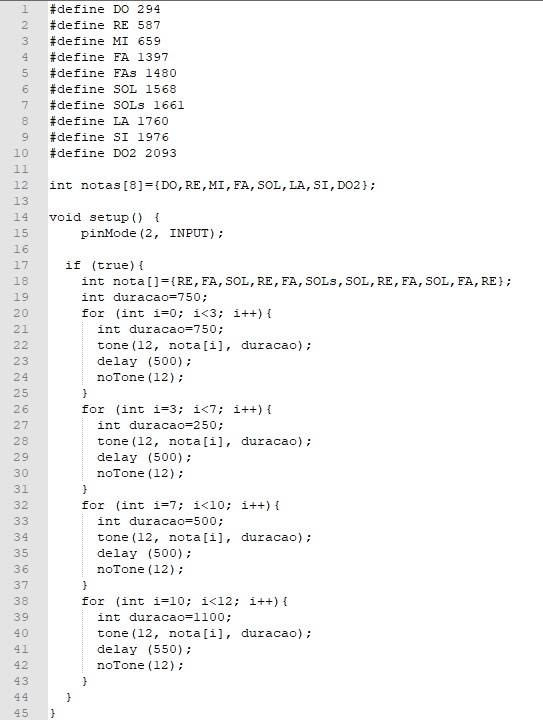 1 #define DO 294
2 #define RE 587
3 #define MI 659
4 #define FA 1397
5 #define FAs 1480
6 #define SOL 1568
7 #define SOLs 1661
8 #define LA 1760
9 #define SI 1976
10 #define DO2 2093
11
12 int notas[8]={DO,RE,MI,FA,SOL,LA,SI,DO2};
13
14 void setup() {
15     pinMode(2, INPUT);
16
17   if (true){
18     int nota[]={RE,FA,SOL,RE,FA,SOLs,SOL,RE,FA,SOL,FA,RE};
19     int duracao=750;
20     for (int i=0; i<3; i++){
21       int duracao=750;
22       tone(12, nota[i], duracao);
23       delay (500);
24       noTone(12);
25     }
26     for (int i=3; i<7; i++){
27       int duracao=250;
28       tone(12, nota[i], duracao);
29       delay (500);
30       noTone(12);
31     }
32     for (int i=7; i<10; i++){
33       int duracao=500;
34       tone(12, nota[i], duracao);
35       delay (500);
36       noTone(12);
37     }
38     for (int i=10; i<12; i++){
39       int duracao=1100;
40       tone(12, nota[i], duracao);
41       delay (550);
42       noTone(12);
43     }
44   }
45 }